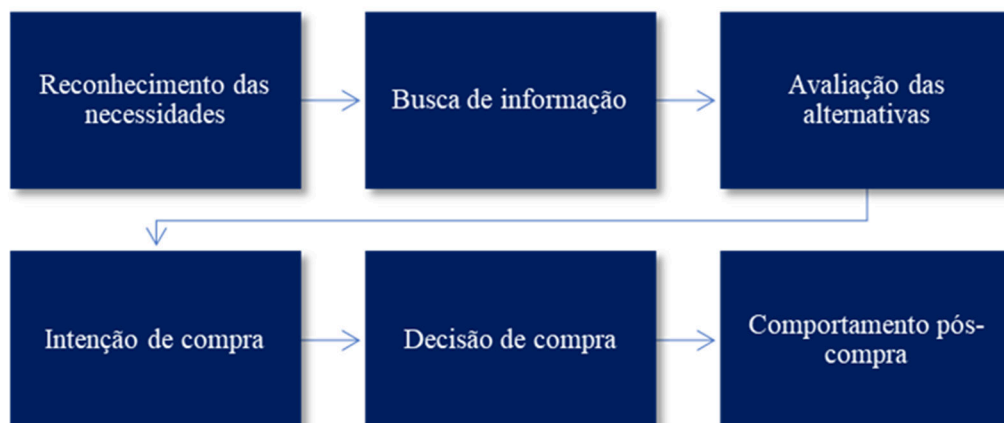 Reconhecimento das
necessidades
Busca de informação
Avaliação das
alternativas
Intenção de compra
Decisão de compra
Comportamento pós-
compra